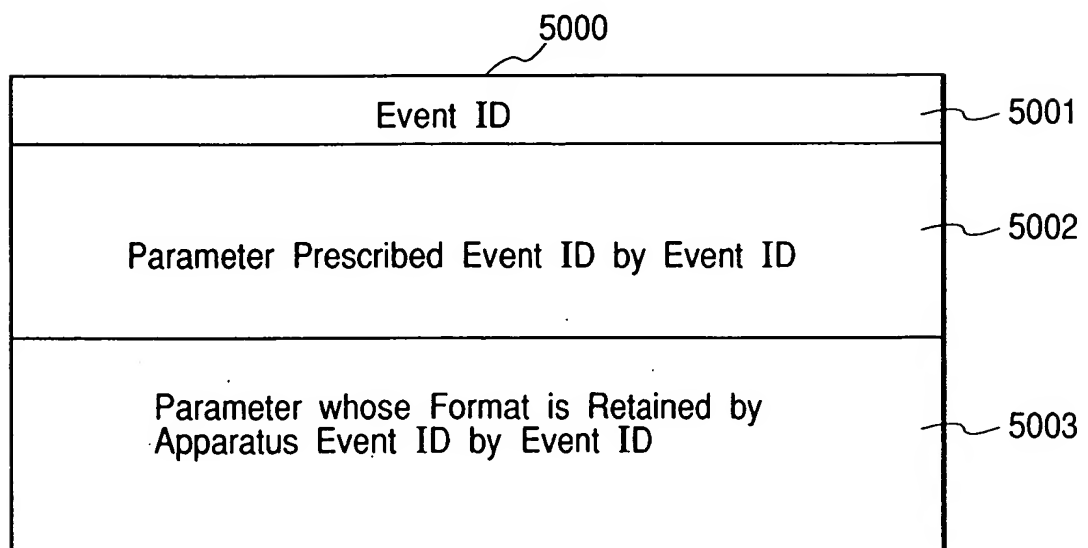 5000
Event ID
5001
Parameter Prescribed Event ID by Event ID
5002
Parameter whose Format is Retained by
Apparatus Event ID by Event ID
5003